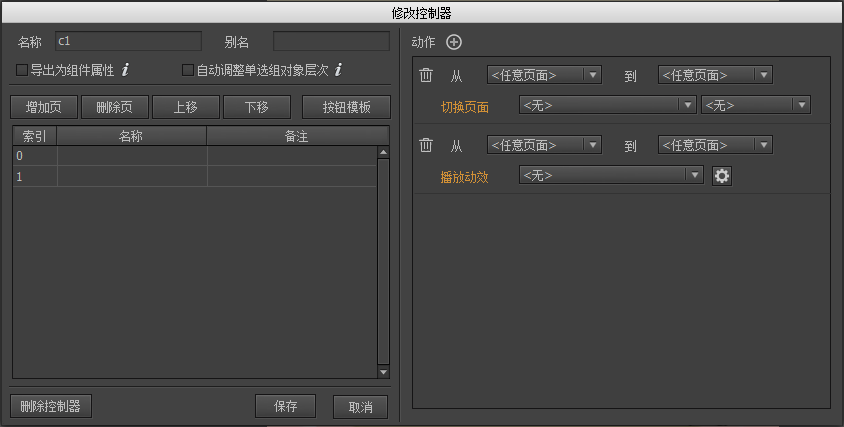 修改控制器
名称 c1 别名
导出为组件属性 i 自动调整单选组对象层次 i
增加页 删除页 上移 下移 按钮模板
索引 名称 备注
0
1
删除控制器 保存 取消
动作
从 <任意页面> 到 <任意页面>
切换页面 <无> <无>
从 <任意页面> 到 <任意页面>
播放动效 <无>